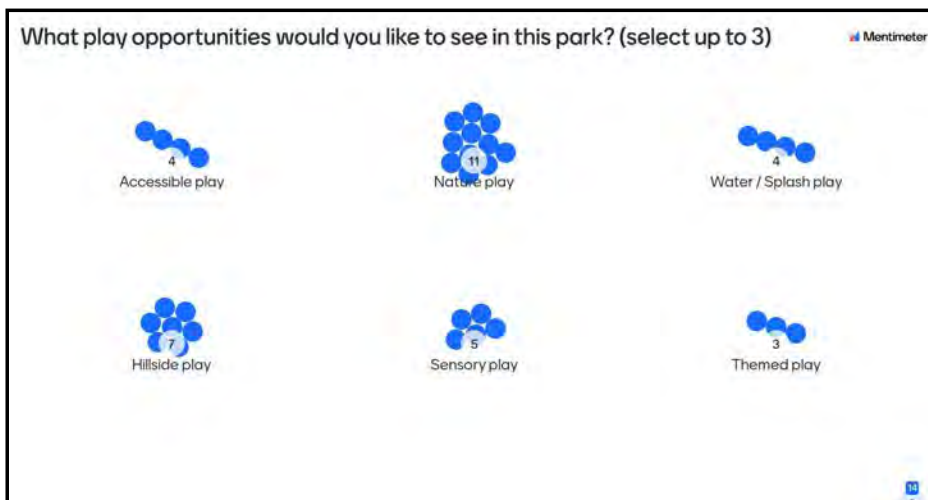 What play opportunities would you like to see in this park? (select up to 3)
Mentimeter
4
Accessible play
11
Nature play
4
Water / Splash play
7
Hillside play
5
Sensory play
3
Themed play
14